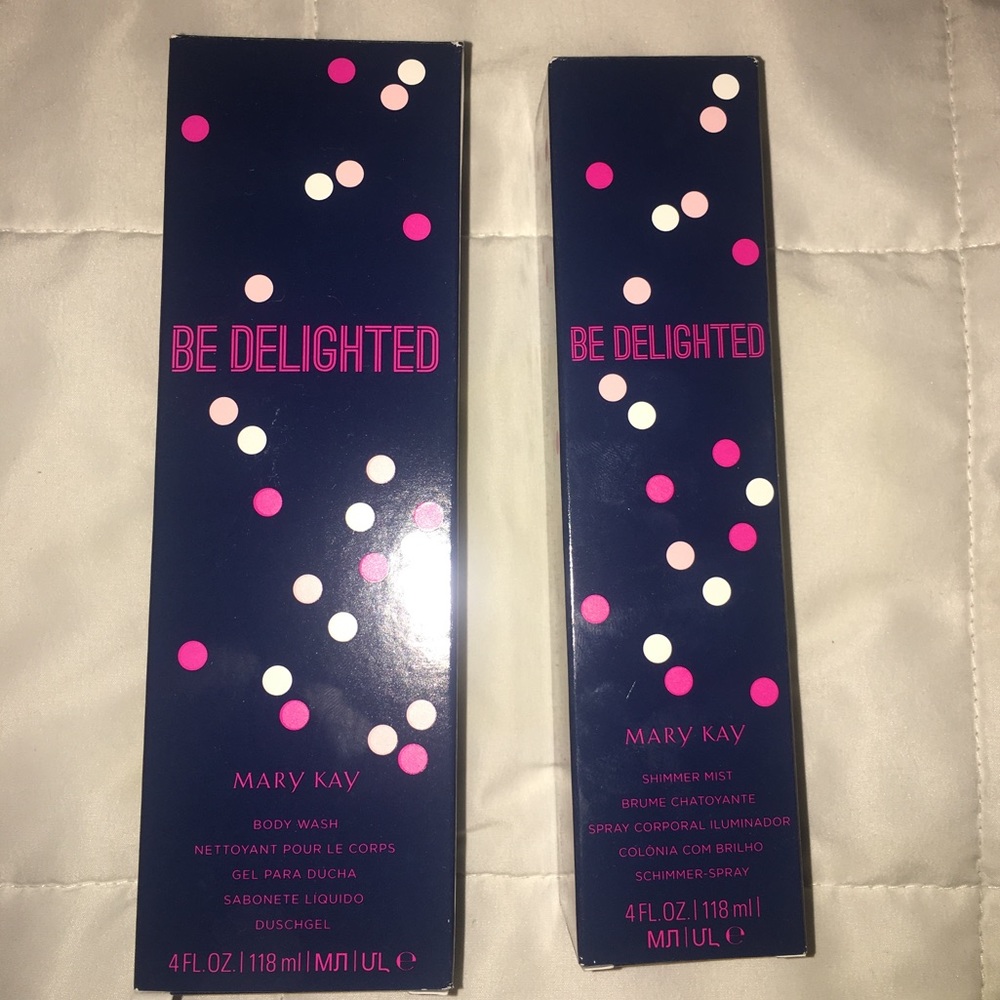 BE DELIGHTED
MARY KAY
BODY WASH
NETTOYANT POUR LE CORPS
GEL PARA DUCHA
SABONETE LÍQUIDO
DUSCHGEL
4 FL. OZ. | 118 ml | МЛ | ՄԼ ℮
BE DELIGHTED
MARY KAY
SHIMMER MIST
BRUME CHATOYANTE
SPRAY CORPORAL ILUMINADOR
COLÔNIA COM BRILHO
SCHIMMER-SPRAY
4 FL. OZ. | 118 ml |
МЛ | ՄԼ ℮